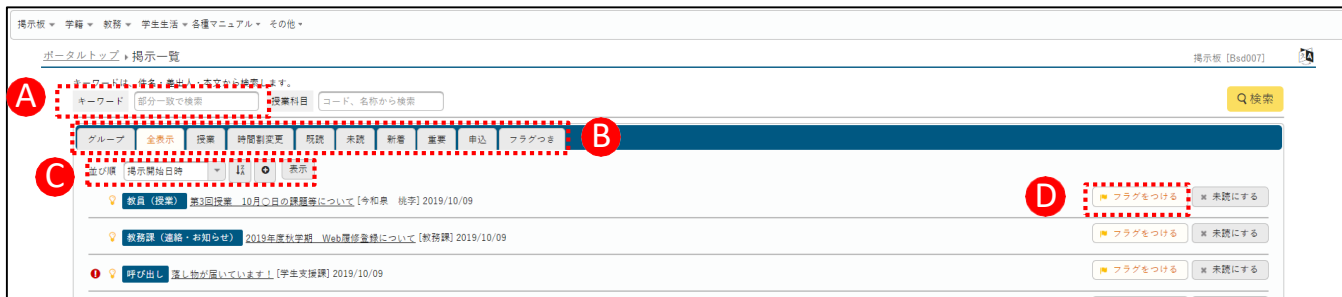 掲示板 学籍 教務 学生生活 各種マニュアル その他
ポータルトップ 掲示一覧 掲示板 [Bsd007]
キーワードは、件名・差出人・本文から検索します。
A キーワード 部分一致で検索 授業科目 コード、名称から検索 検索
グループ 全表示 授業 時間割変更 既読 未読 新着 重要 申込 フラグつき B
C 並び順 掲示開始日時 表示
教員（授業） 第3回授業 10月○日の課題等について [今和泉 桃李] 2019/10/09 D フラグをつける 未読にする
教務課（連絡・お知らせ） 2019年度秋学期 Web履修登録について [教務課] 2019/10/09 フラグをつける 未読にする
呼び出し 落し物が届いています！ [学生支援課] 2019/10/09 フラグをつける 未読にする